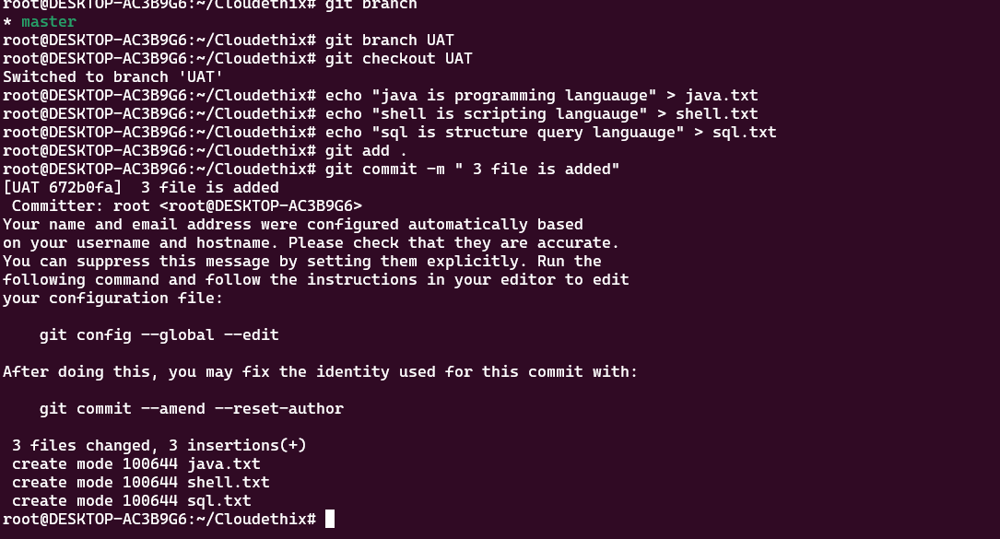 root@DESKTOP-AC3B9G6:~/Cloudethix# git branch
* master
root@DESKTOP-AC3B9G6:~/Cloudethix# git branch UAT
root@DESKTOP-AC3B9G6:~/Cloudethix# git checkout UAT
Switched to branch 'UAT'
root@DESKTOP-AC3B9G6:~/Cloudethix# echo "java is programming languauge" > java.txt
root@DESKTOP-AC3B9G6:~/Cloudethix# echo "shell is scripting languauge" > shell.txt
root@DESKTOP-AC3B9G6:~/Cloudethix# echo "sql is structure query languauge" > sql.txt
root@DESKTOP-AC3B9G6:~/Cloudethix# git add .
root@DESKTOP-AC3B9G6:~/Cloudethix# git commit -m " 3 file is added"
[UAT 672b0fa]  3 file is added
 Committer: root <root@DESKTOP-AC3B9G6>
Your name and email address were configured automatically based
on your username and hostname. Please check that they are accurate.
You can suppress this message by setting them explicitly. Run the
following command and follow the instructions in your editor to edit
your configuration file:

    git config --global --edit

After doing this, you may fix the identity used for this commit with:

    git commit --amend --reset-author

 3 files changed, 3 insertions(+)
 create mode 100644 java.txt
 create mode 100644 shell.txt
 create mode 100644 sql.txt
root@DESKTOP-AC3B9G6:~/Cloudethix#